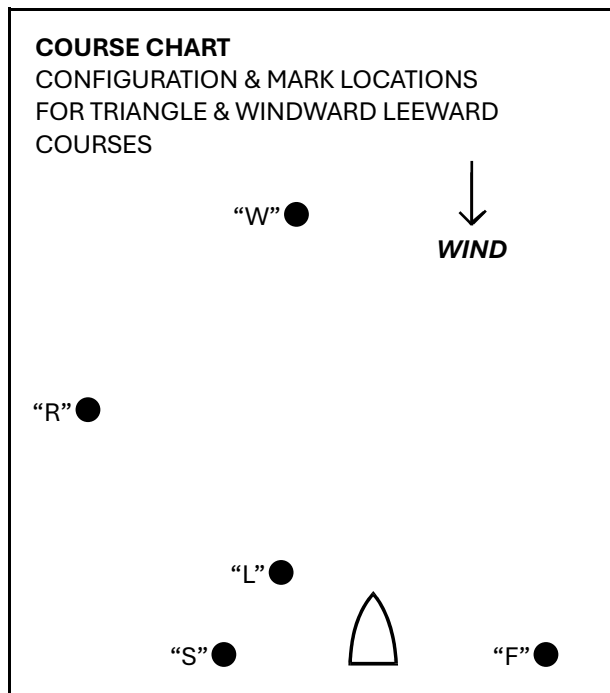 COURSE CHART
CONFIGURATION & MARK LOCATIONS
FOR TRIANGLE & WINDWARD LEEWARD
COURSES
“W”
WIND
“R”
“L”
“S”
“F”